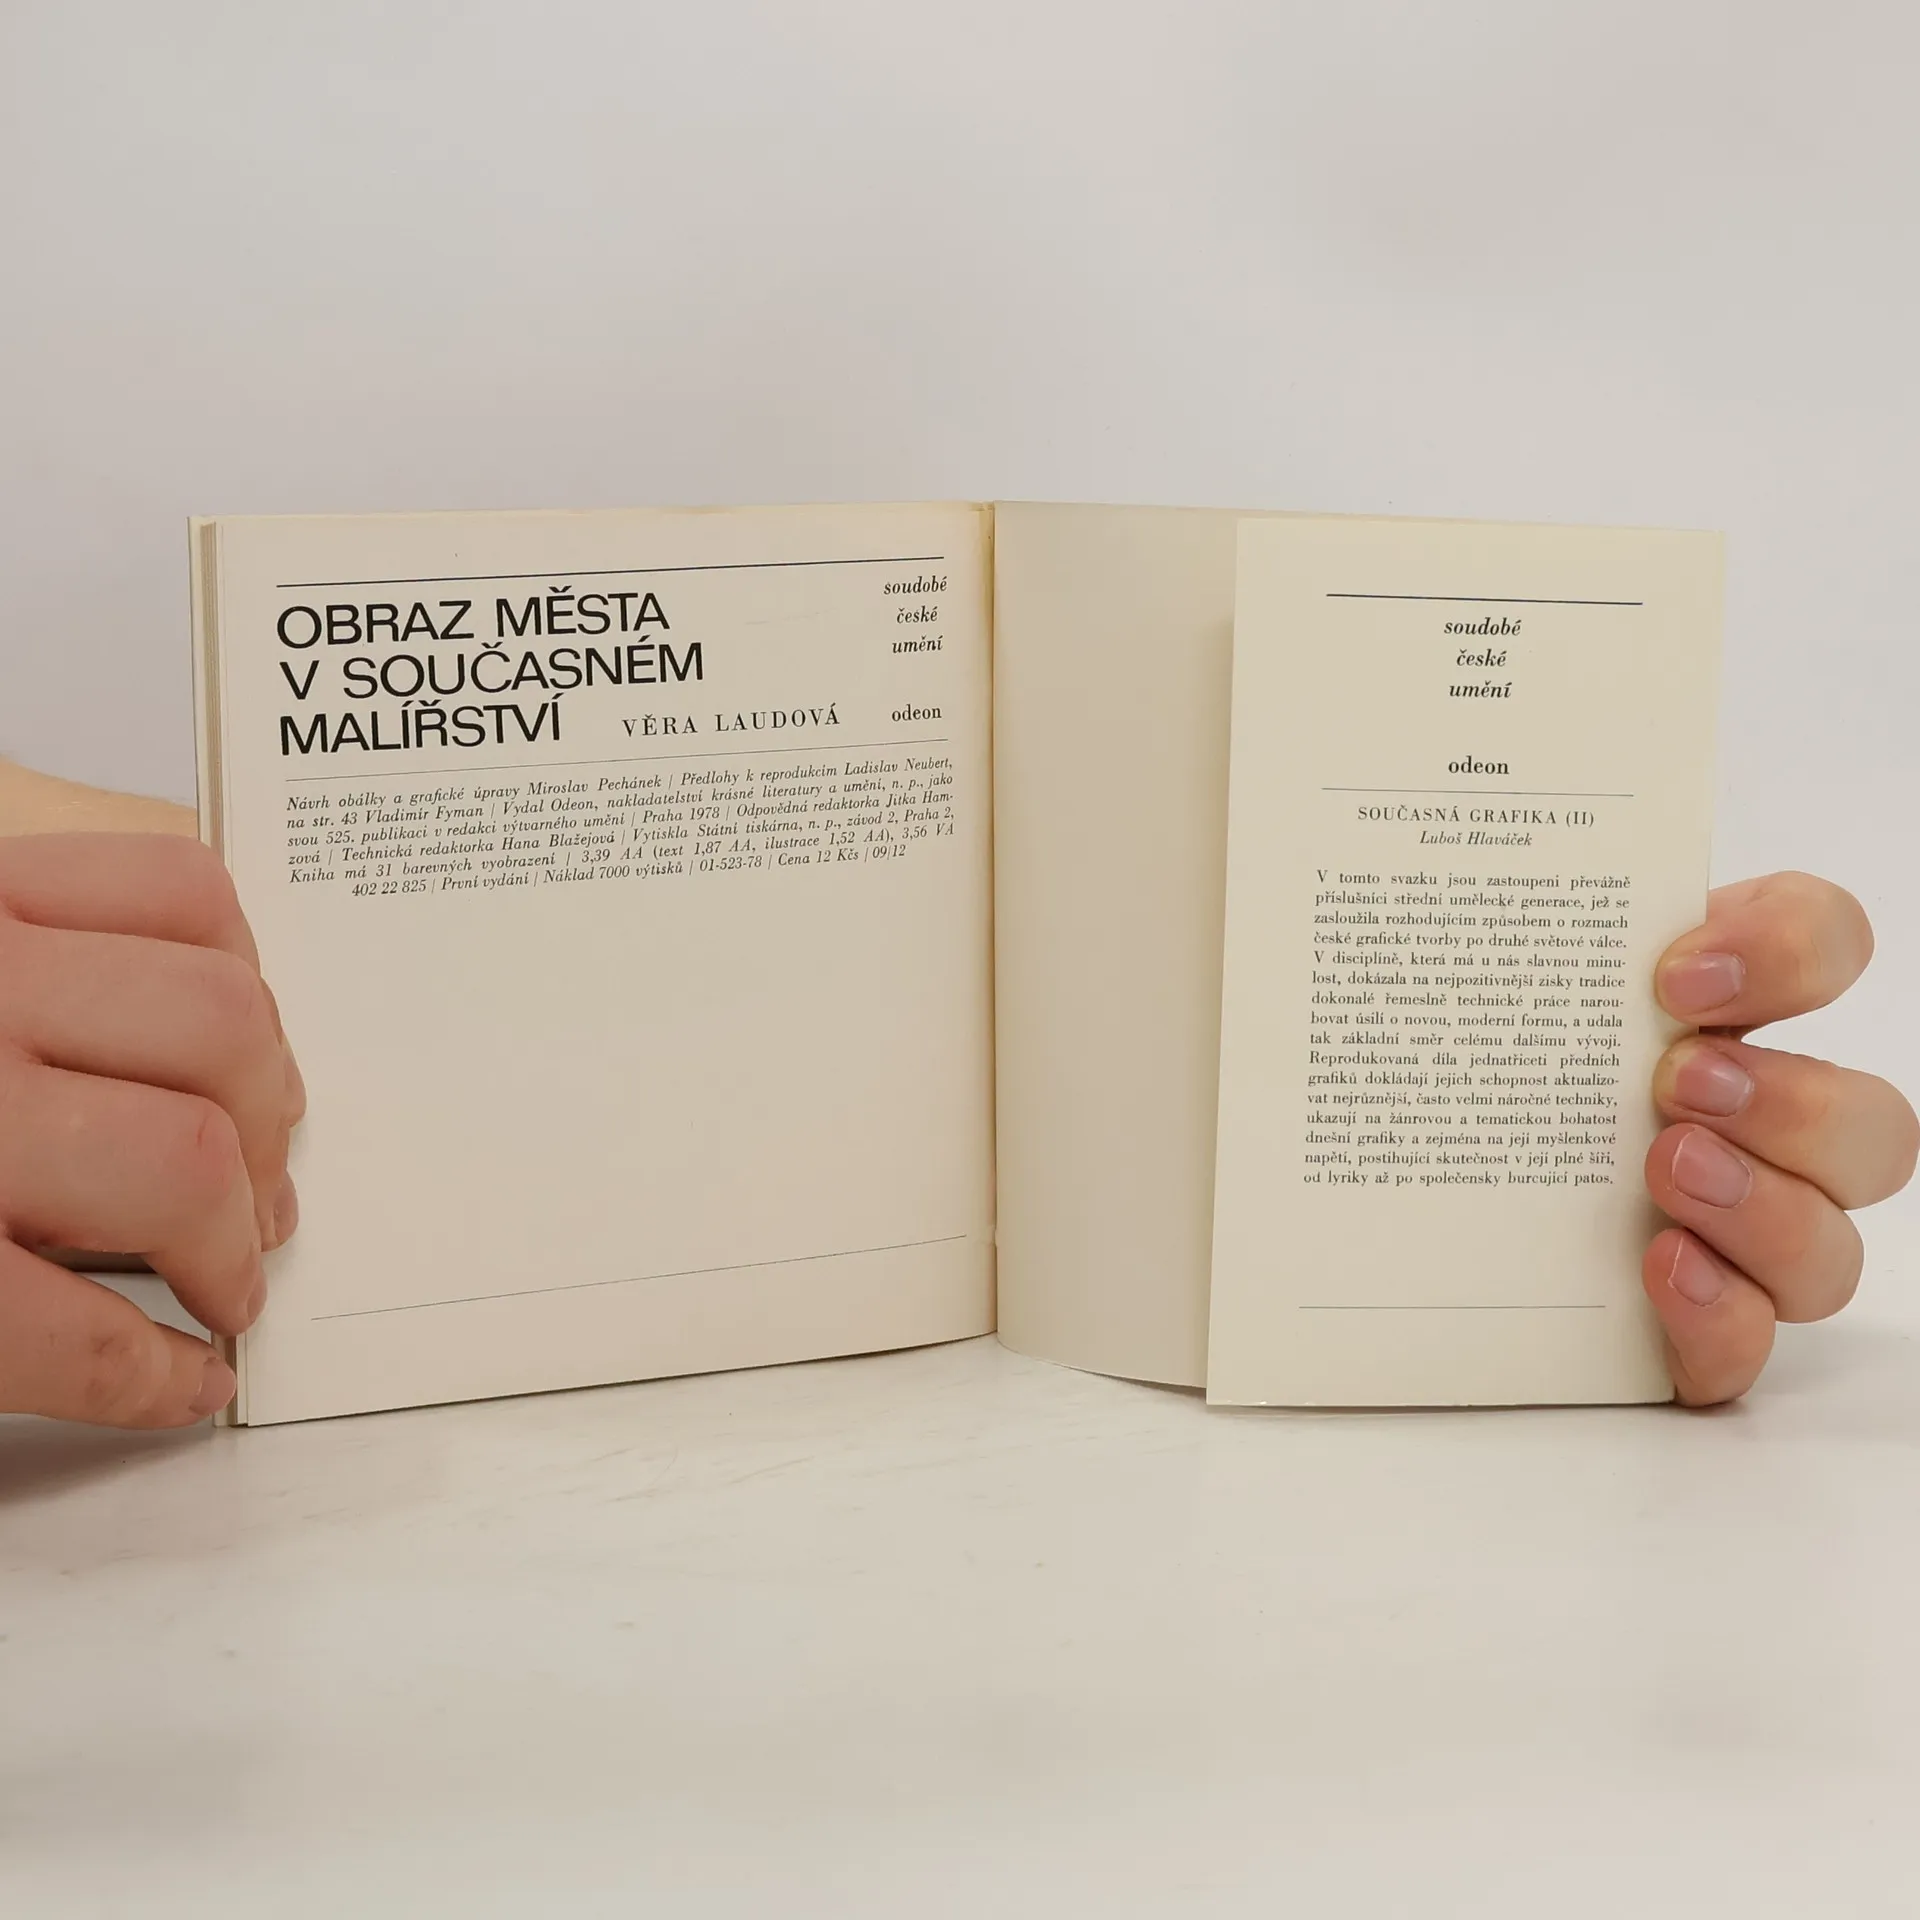 OBRAZ MĚSTA
V SOUČASNÉM
MALÍŘSTVÍ
VĚRA LAUDOVÁ
soudobé
české
umění
odeon
Návrh obálky a grafické úpravy Miroslav Pechánek | Předlohy k reprodukcím Ladislav Neubert,
na str. 43 Vladimír Fyman | Vydal Odeon, nakladatelství krásné literatury a umění, n. p., jako
svou 525. publikaci v redakci výtvarného umění | Praha 1978 | Odpovědná redaktorka Jitka Ham-
zová | Technická redaktorka Hana Blažejová | Vytiskla Státní tiskárna, n. p., závod 2, Praha 2,
Kniha má 31 barevných vyobrazení | 3,39 AA (text 1,87 AA, ilustrace 1,52 AA), 3,56 VA
402 22 825 | První vydání | Náklad 7000 výtisků | 01-523-78 | Cena 12 Kčs | 09/12
soudobé
české
umění
odeon
SOUČASNÁ GRAFIKA (II)
Luboš Hlaváček
V tomto svazku jsou zastoupeni převážně
příslušníci střední umělecké generace, jež se
zasloužila rozhodujícím způsobem o rozmach
české grafické tvorby po druhé světové válce.
V disciplíně, která má u nás slavnou minu-
lost, dokázala na nejpozitivnější zisky tradice
dokonalé řemeslně technické práce narou-
bovat úsilí o novou, moderní formu, a udala
tak základní směr celému dalšímu vývoji.
Reprodukovaná díla jednatřiceti předních
grafiků dokládají jejich schopnost aktualizo-
vat nejrůznější, často velmi náročné techniky,
ukazují na žánrovou a tematickou bohatost
dnešní grafiky a zejména na její myšlenkové
napětí, postihující skutečnost v její plné šíři,
od lyriky až po společensky burcující patos.